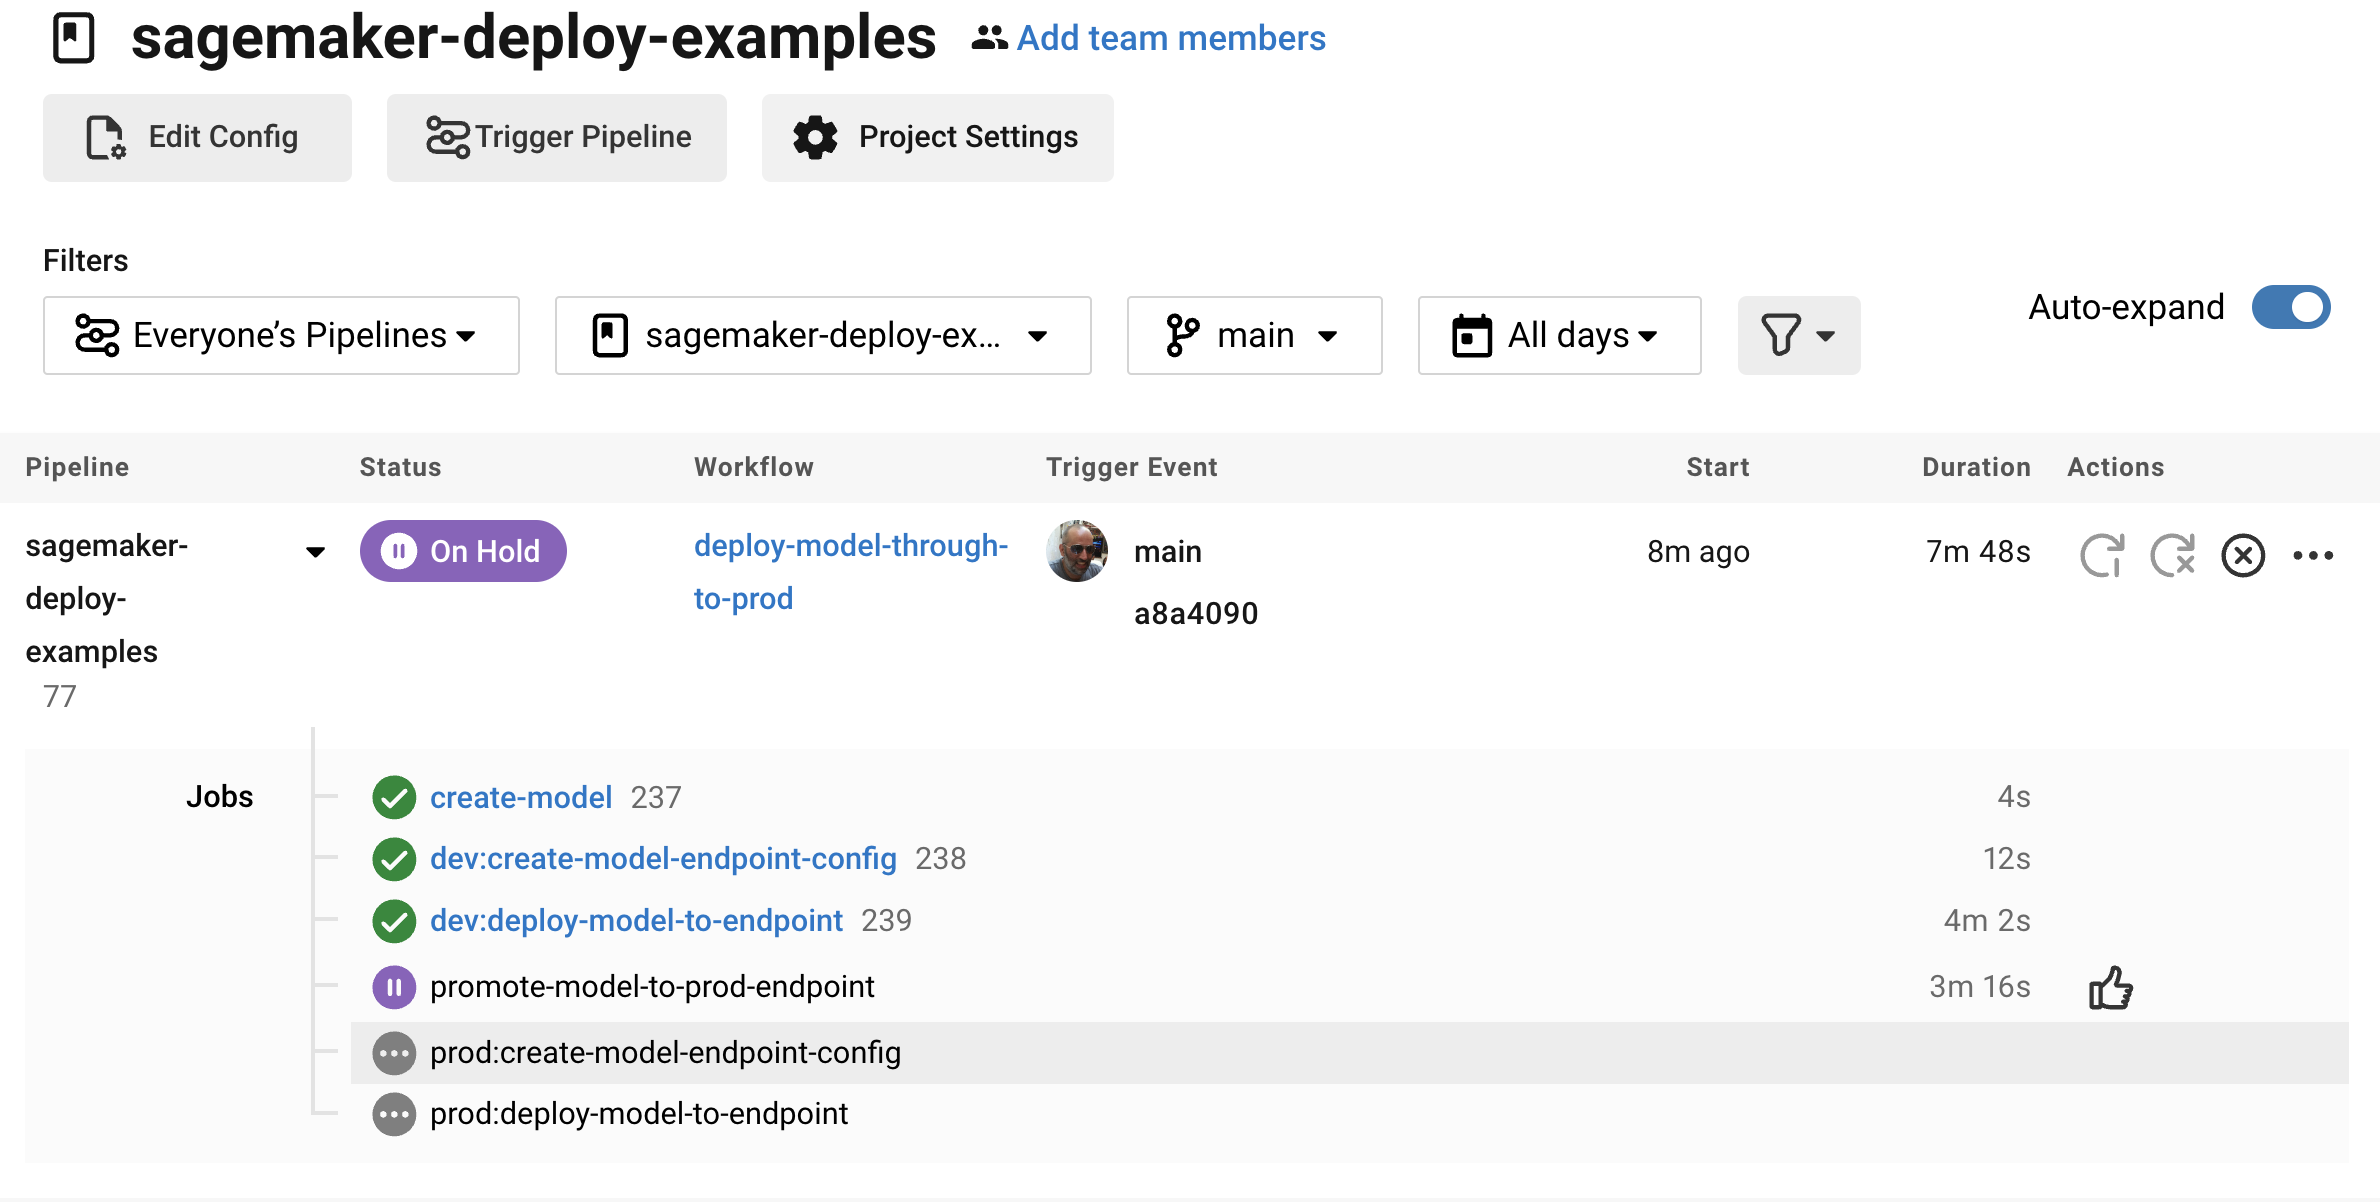 sagemaker-deploy-examples Add team members
Edit Config Trigger Pipeline Project Settings
Filters
Everyone’s Pipelines sagemaker-deploy-ex... main All days Auto-expand
Pipeline Status Workflow Trigger Event Start Duration Actions
sagemaker- On Hold deploy-model-through- main 8m ago 7m 48s
deploy- to-prod a8a4090
examples
77
Jobs create-model 237 4s
dev:create-model-endpoint-config 238 12s
dev:deploy-model-to-endpoint 239 4m 2s
promote-model-to-prod-endpoint 3m 16s
prod:create-model-endpoint-config
prod:deploy-model-to-endpoint